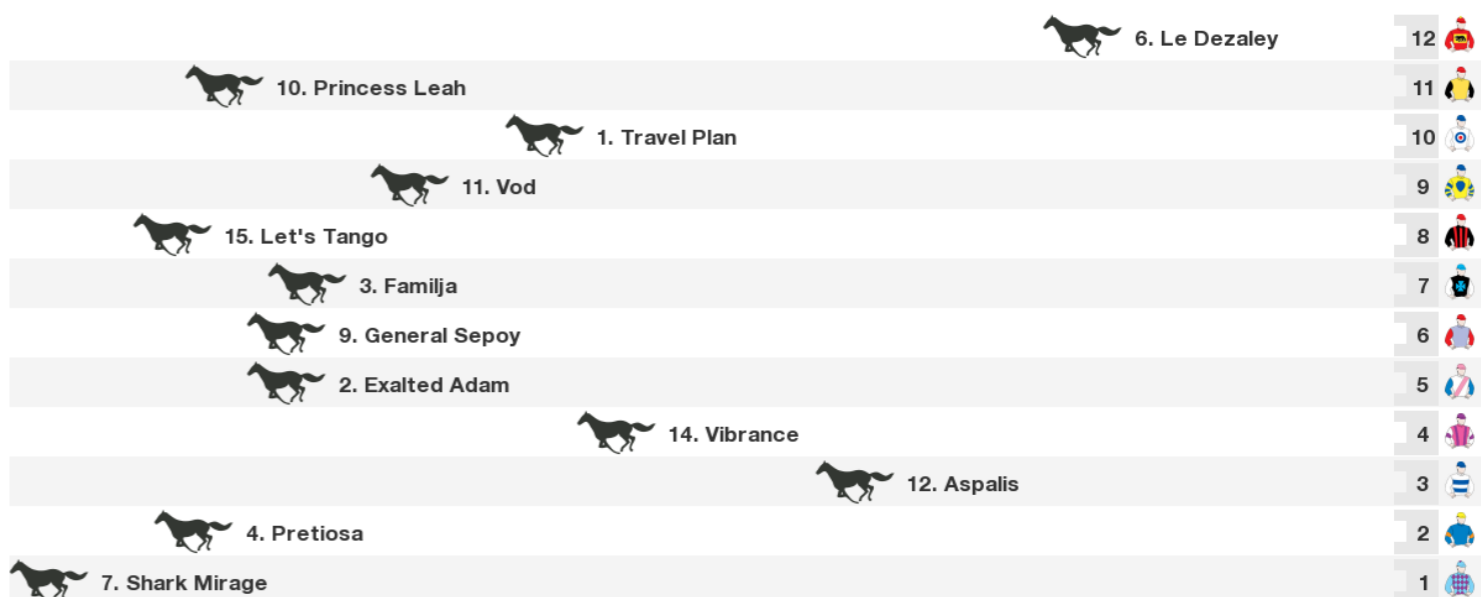 6. Le Dezaley 12
10. Princess Leah 11
1. Travel Plan 10
11. Vod 9
15. Let's Tango 8
3. Familja 7
9. General Sepoy 6
2. Exalted Adam 5
14. Vibrance 4
12. Aspalis 3
4. Pretiosa 2
7. Shark Mirage 1